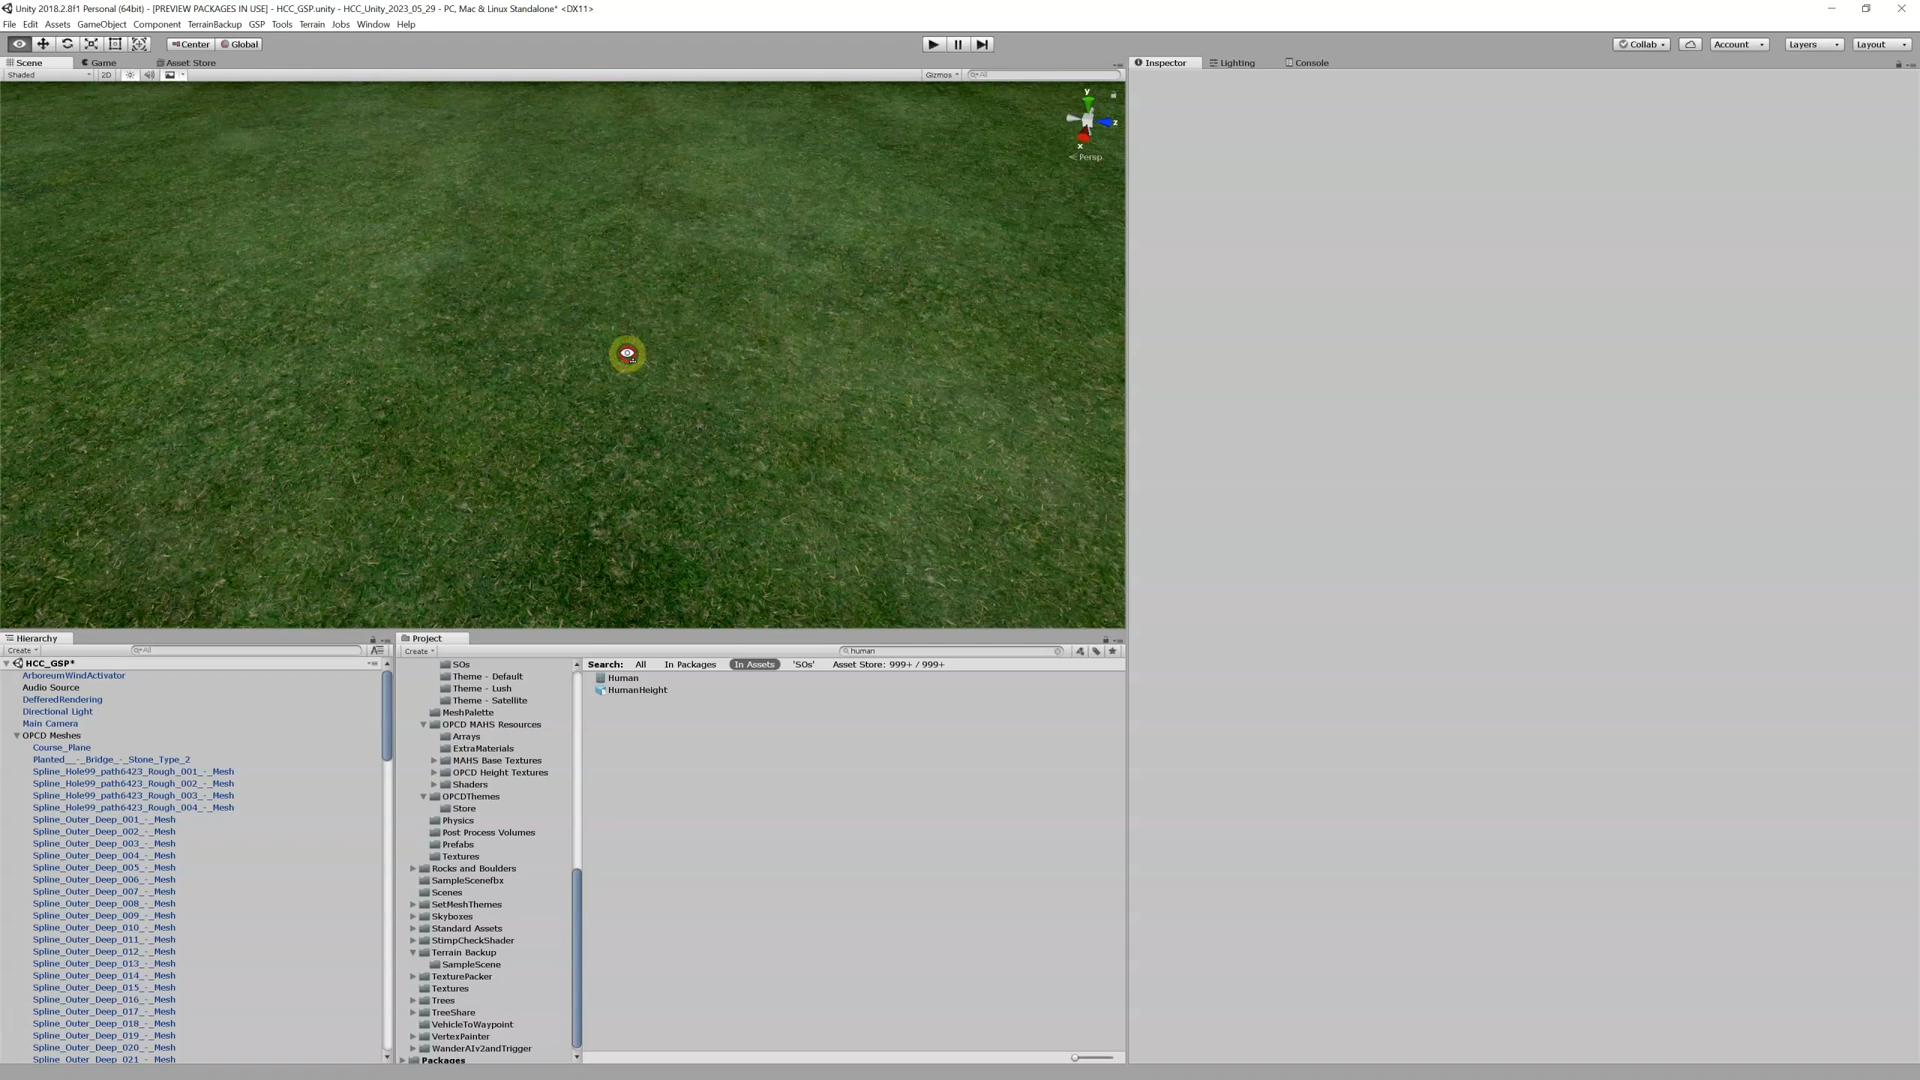 Unity 2018.2.8f1 Personal (64bit) - [PREVIEW PACKAGES IN USE] - HCC_GSP.unity - HCC_Unity_2023_05_29 - PC, Mac & Linux Standalone* <DX11>
File Edit Assets GameObject Component TerrainBackup GSP Tools Terrain Jobs Window Help
Center Global Collab Account Layers Layout
Scene Game Asset Store Inspector Lighting Console
Shaded 2D Gizmos All
y
z
x
Persp
Hierarchy Project
Create All Create human
HCC_GSP*
ArboreumWindActivator
Audio Source
DefferedRendering
Directional Light
Main Camera
OPCD Meshes
Course_Plane
Planted__-_Bridge_-_Stone_Type_2
Spline_Hole99_path6423_Rough_001_-_Mesh
Spline_Hole99_path6423_Rough_002_-_Mesh
Spline_Hole99_path6423_Rough_003_-_Mesh
Spline_Hole99_path6423_Rough_004_-_Mesh
Spline_Outer_Deep_001_-_Mesh
Spline_Outer_Deep_002_-_Mesh
Spline_Outer_Deep_003_-_Mesh
Spline_Outer_Deep_004_-_Mesh
Spline_Outer_Deep_005_-_Mesh
Spline_Outer_Deep_006_-_Mesh
Spline_Outer_Deep_007_-_Mesh
Spline_Outer_Deep_008_-_Mesh
Spline_Outer_Deep_009_-_Mesh
Spline_Outer_Deep_010_-_Mesh
Spline_Outer_Deep_011_-_Mesh
Spline_Outer_Deep_012_-_Mesh
Spline_Outer_Deep_013_-_Mesh
Spline_Outer_Deep_014_-_Mesh
Spline_Outer_Deep_015_-_Mesh
Spline_Outer_Deep_016_-_Mesh
Spline_Outer_Deep_017_-_Mesh
Spline_Outer_Deep_018_-_Mesh
Spline_Outer_Deep_019_-_Mesh
Spline_Outer_Deep_020_-_Mesh
Spline_Outer_Deep_021_-_Mesh
SOs
Theme - Default
Theme - Lush
Theme - Satellite
MeshPalette
OPCD MAHS Resources
Arrays
ExtraMaterials
MAHS Base Textures
OPCD Height Textures
Shaders
OPCDThemes
Store
Physics
Post Process Volumes
Prefabs
Textures
Rocks and Boulders
SampleScenefbx
Scenes
SetMeshThemes
Skyboxes
Standard Assets
StimpCheckShader
Terrain Backup
SampleScene
TexturePacker
Textures
Trees
TreeShare
VehicleToWaypoint
VertexPainter
WanderAIv2andTrigger
Packages
Search: All In Packages In Assets 'SOs' Asset Store: 999+ / 999+
Human
HumanHeight